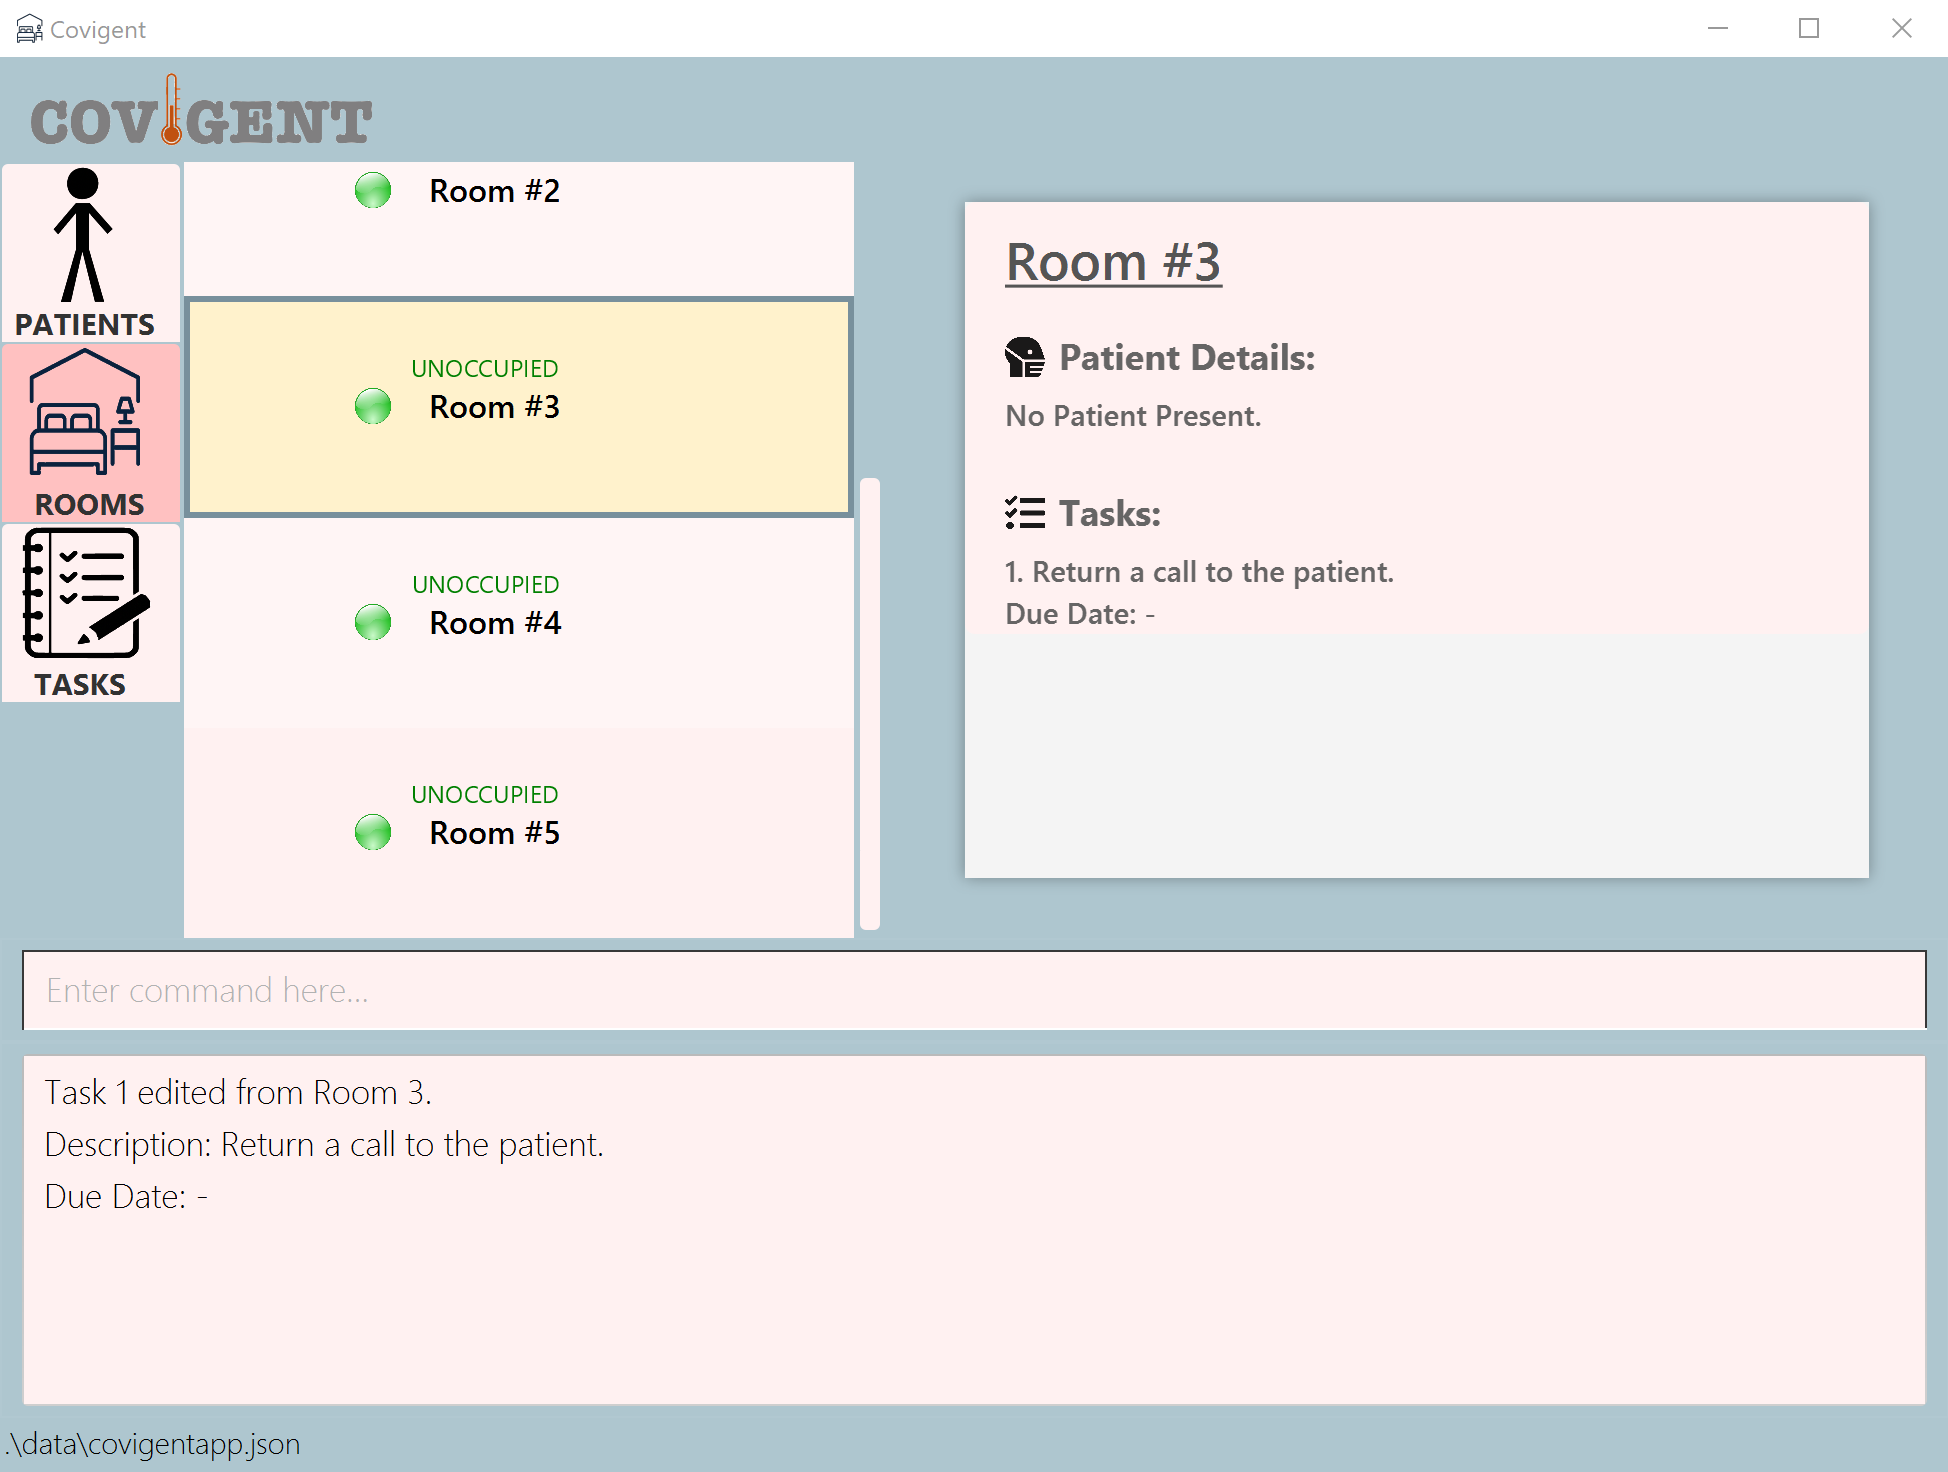 Covigent
COVIGENT
PATIENTS
ROOMS
TASKS
Room #2
UNOCCUPIED
Room #3
UNOCCUPIED
Room #4
UNOCCUPIED
Room #5
Room #3
Patient Details:
No Patient Present.
Tasks:
1. Return a call to the patient.
Due Date: -
Enter command here...
Task 1 edited from Room 3.
Description: Return a call to the patient.
Due Date: -
.\data\covigentapp.json